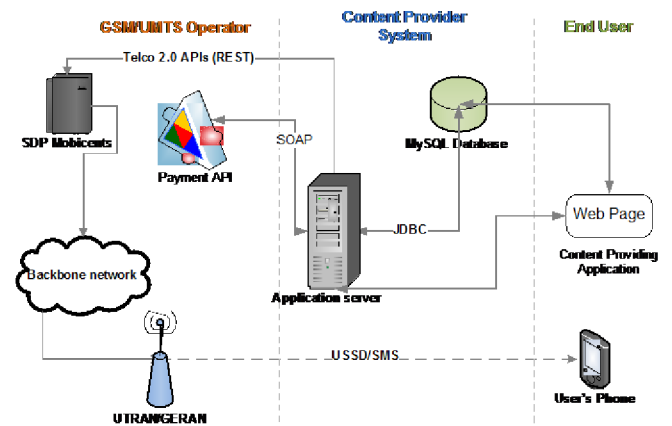 GSM/UMTS Operator
Content Provider
System
End User
Telco 2.0 APIs (REST)
SDP Mobicents
Payment API
SOAP
MySQL Database
JDBC
Web Page
Content Providing
Application
Backbone network
Application server
USSD/SMS
UTRAN/GERAN
User's Phone